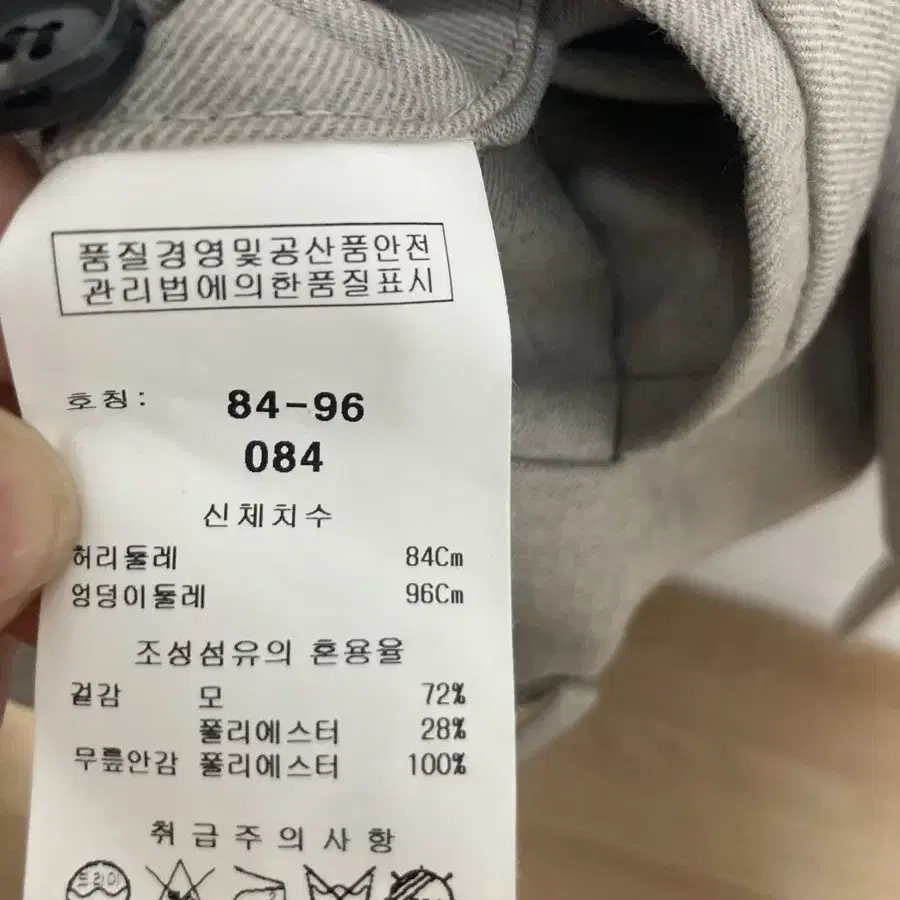 품질경영및공산품안전
관리법에의한품질표시
호칭: 84-96
084
신체치수
허리둘레 84Cm
엉덩이둘레 96Cm
조성섬유의 혼용율
겉감 모 72%
폴리에스터 28%
무릎안감 폴리에스터 100%
취급주의사항
드라이